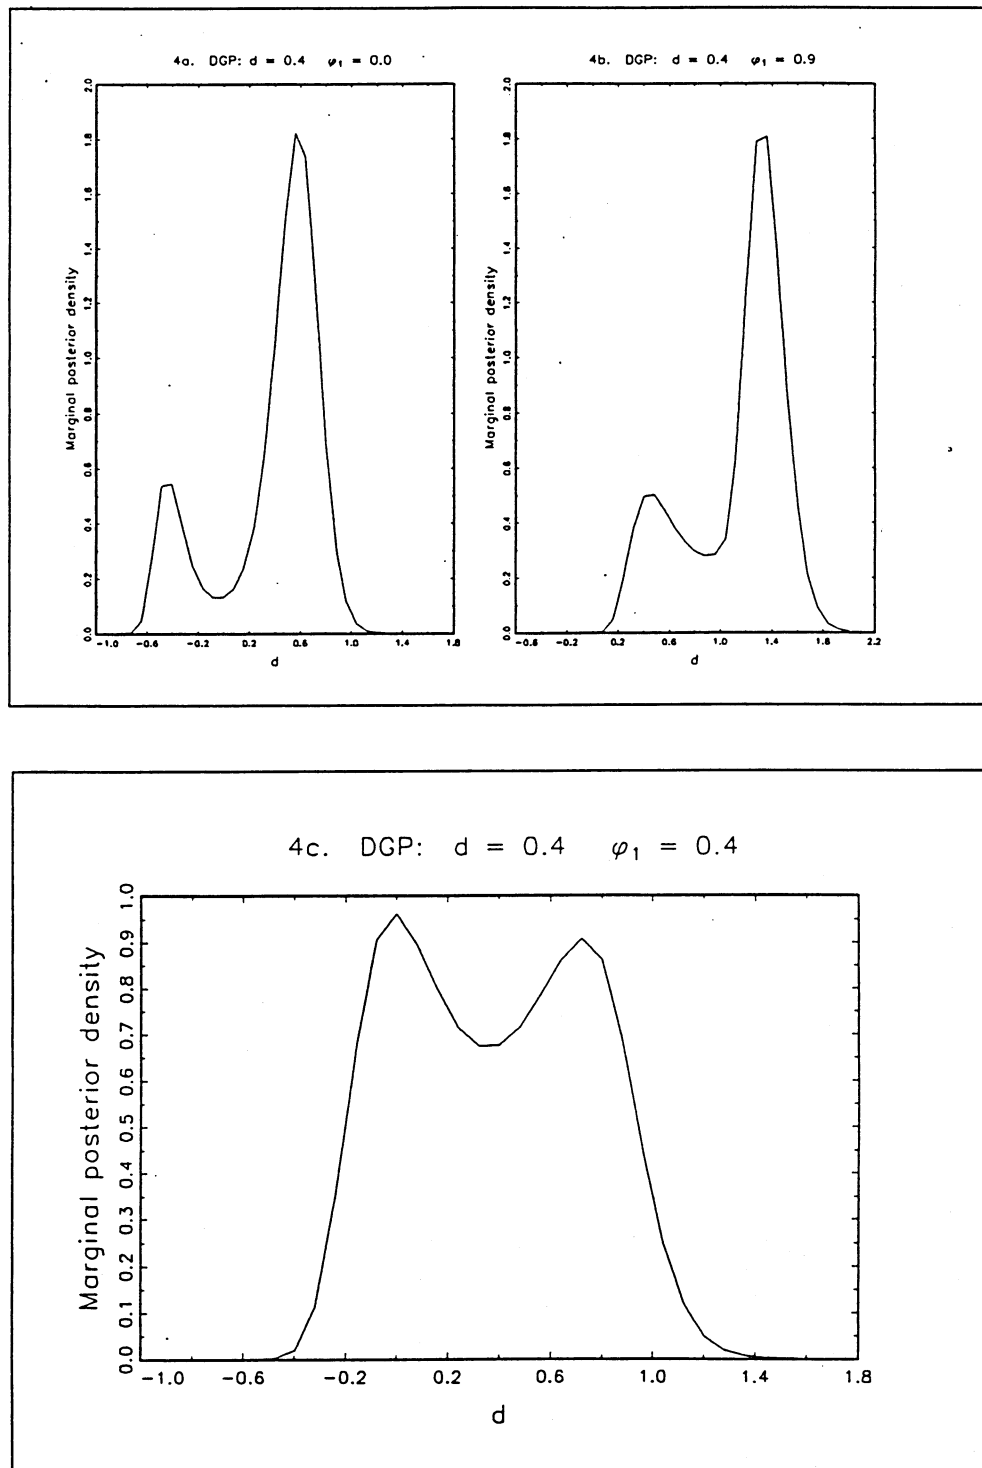 4a. DGP: d = 0.4 φ₁ = 0.0
Marginal posterior density
2.0
1.8
1.6
1.4
1.2
1.0
0.8
0.6
0.4
0.2
0.0
-1.0 -0.6 -0.2 0.2 0.6 1.0 1.4 1.8
d
4b. DGP: d = 0.4 φ₁ = 0.9
Marginal posterior density
2.0
1.8
1.6
1.4
1.2
1.0
0.8
0.6
0.4
0.2
0.0
-0.6 -0.2 0.2 0.6 1.0 1.4 1.8 2.2
d
4c. DGP: d = 0.4 φ₁ = 0.4
Marginal posterior density
1.0
0.9
0.8
0.7
0.6
0.5
0.4
0.3
0.2
0.1
0.0
-1.0 -0.6 -0.2 0.2 0.6 1.0 1.4 1.8
d